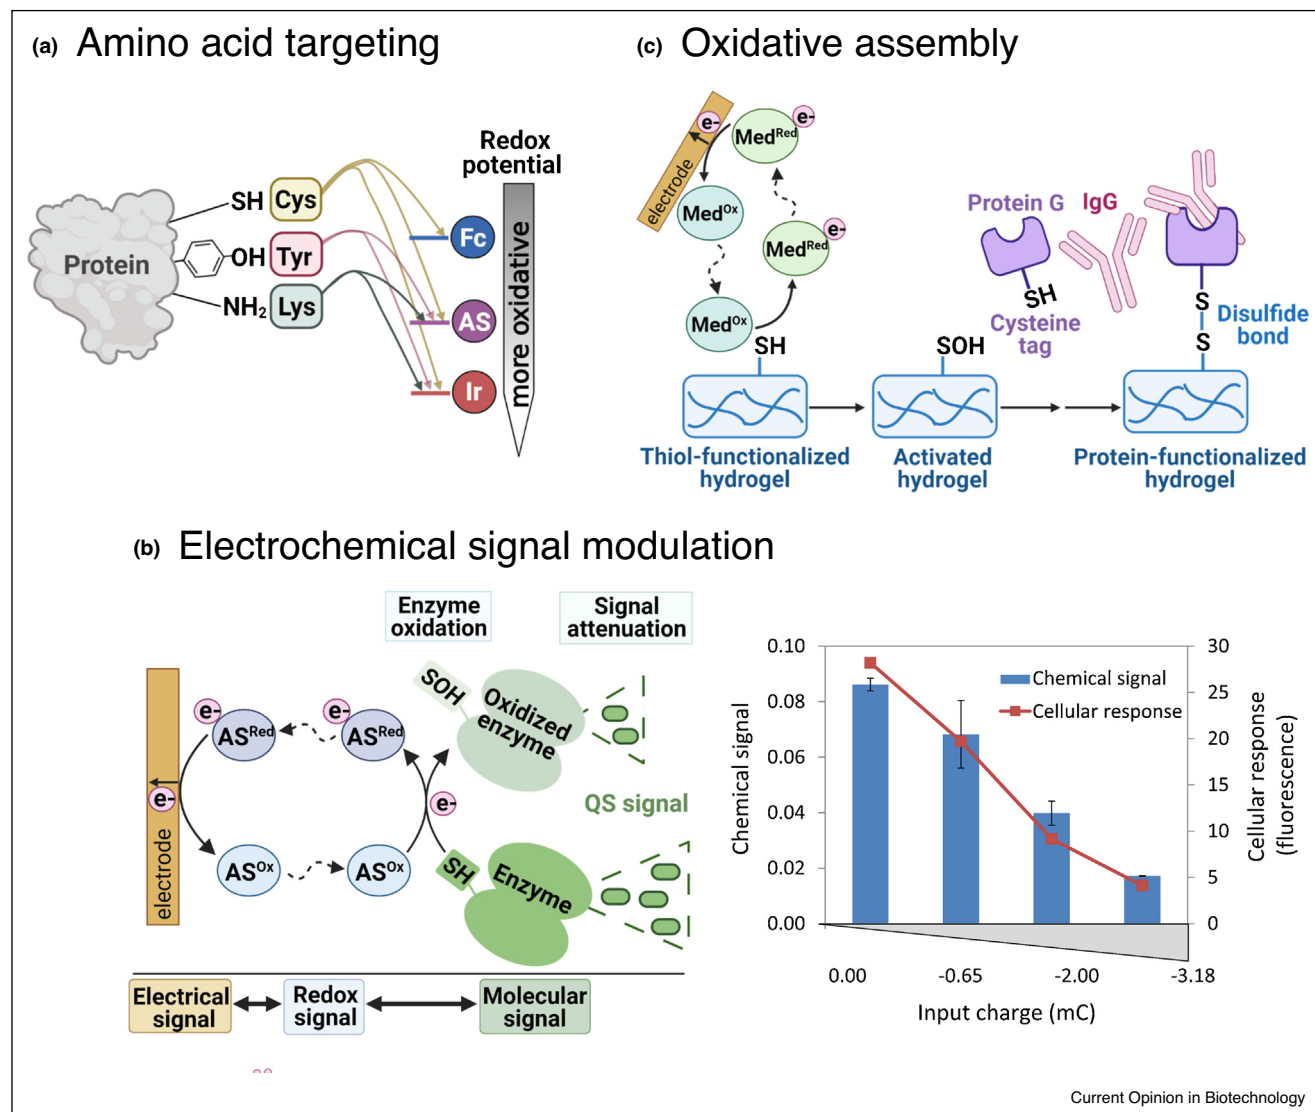 (a) Amino acid targeting
Redox
potential
Protein
SH Cys
OH Tyr
NH₂ Lys
Fc
AS
Ir
more oxidative
(c) Oxidative assembly
electrode
e-
Med^Red
e-
Med^Ox
Med^Red
e-
Med^Ox
SH
SOH
Protein G
IgG
SH
Cysteine
tag
S
S
Disulfide
bond
Thiol-functionalized
hydrogel
Activated
hydrogel
Protein-functionalized
hydrogel
(b) Electrochemical signal modulation
Enzyme
oxidation
Signal
attenuation
electrode
e-
e-
AS^Red
e-
AS^Red
e-
AS^Ox
AS^Ox
SOH
Oxidized
enzyme
QS signal
SH
Enzyme
Electrical
signal
Redox
signal
Molecular
signal
Chemical signal
0.10
0.08
0.06
0.04
0.02
0.00
Chemical signal
Cellular response
30
25
20
15
10
5
0
Cellular response
(fluorescence)
0.00 -0.65 -2.00 -3.18
Input charge (mC)
Current Opinion in Biotechnology